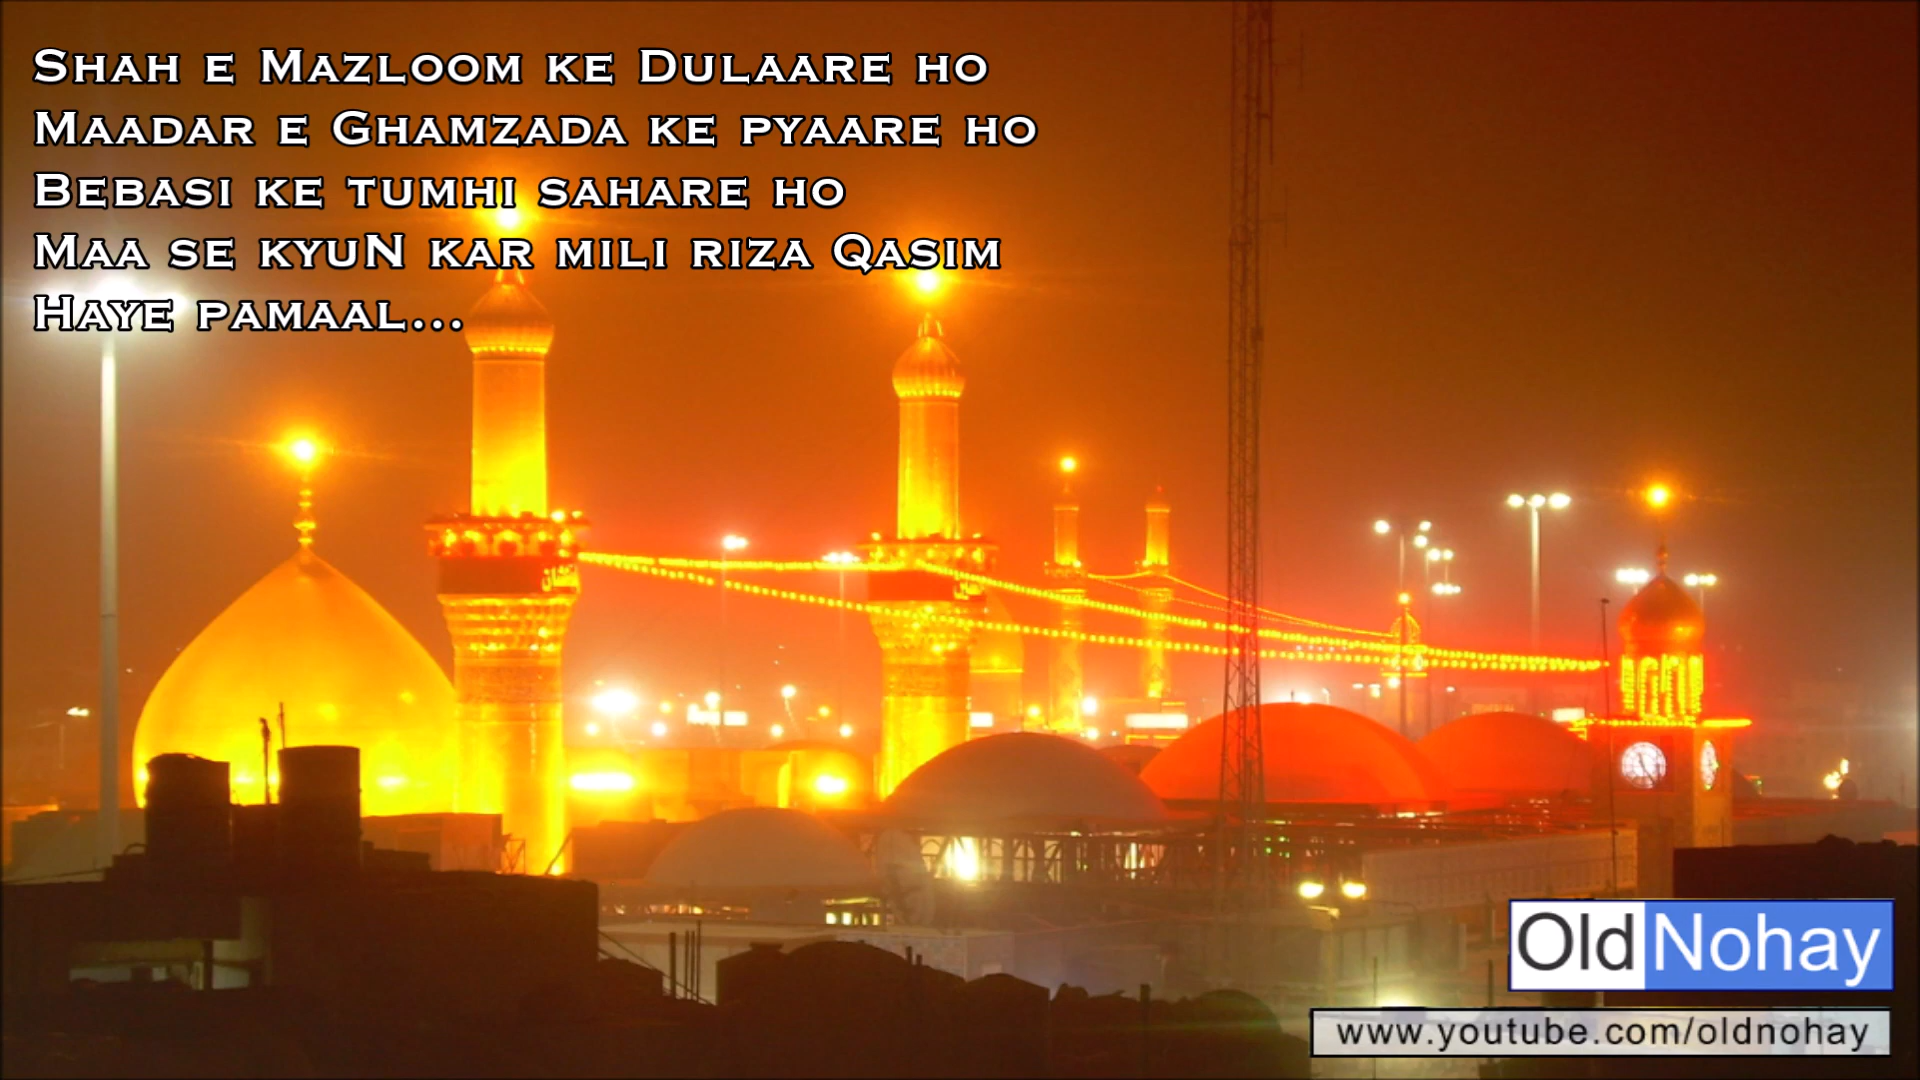 Shah e Mazloom ke Dulaare ho
Maadar e Ghamzada ke pyaare ho
Bebasi ke tumhi sahare ho
Maa se kyuN kar mili riza Qasim
Haye pamaal...
OldNohay
www.youtube.com/oldnohay